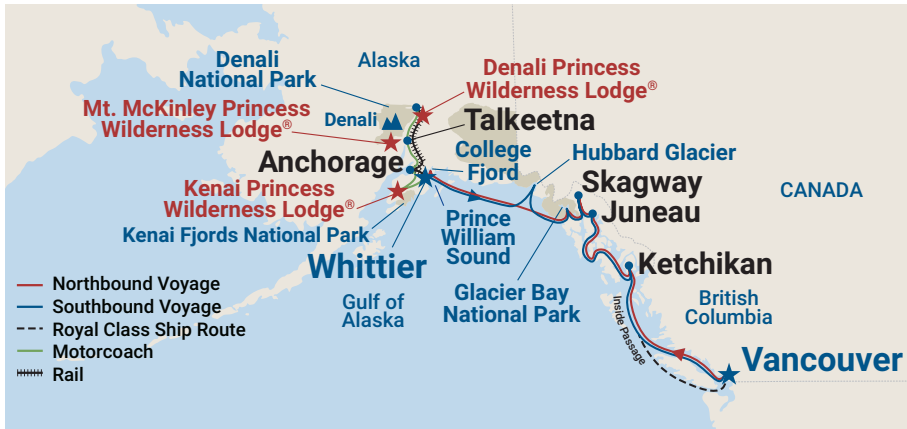 Denali
National Park
Alaska
Denali Princess
Wilderness Lodge®
Mt. McKinley Princess
Wilderness Lodge®
Denali
Talkeetna
Anchorage
College
Fjord
Hubbard Glacier
Kenai Princess
Wilderness Lodge®
Skagway
Juneau
CANADA
Kenai Fjords National Park
Prince
William
Sound
Whittier
Ketchikan
Glacier Bay
National Park
Gulf of
Alaska
British
Columbia
Inside Passage
Vancouver
Northbound Voyage
Southbound Voyage
Royal Class Ship Route
Motorcoach
Rail